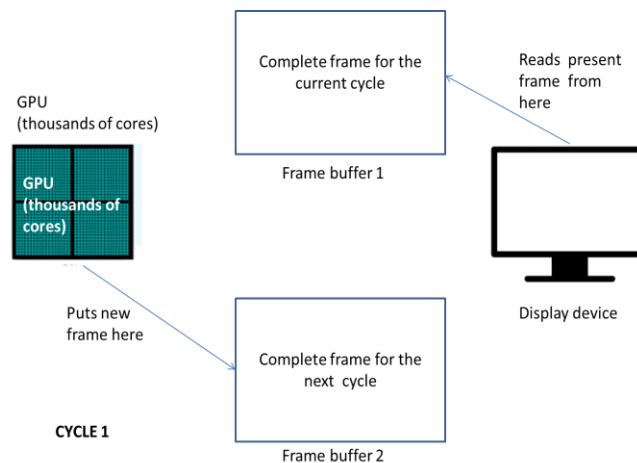 Complete frame for the
current cycle
Reads present
frame from
here
GPU
(thousands of cores)
GPU
(thousands of
cores)
Frame buffer 1
Puts new
frame here
Complete frame for the
next cycle
Display device
CYCLE 1
Frame buffer 2